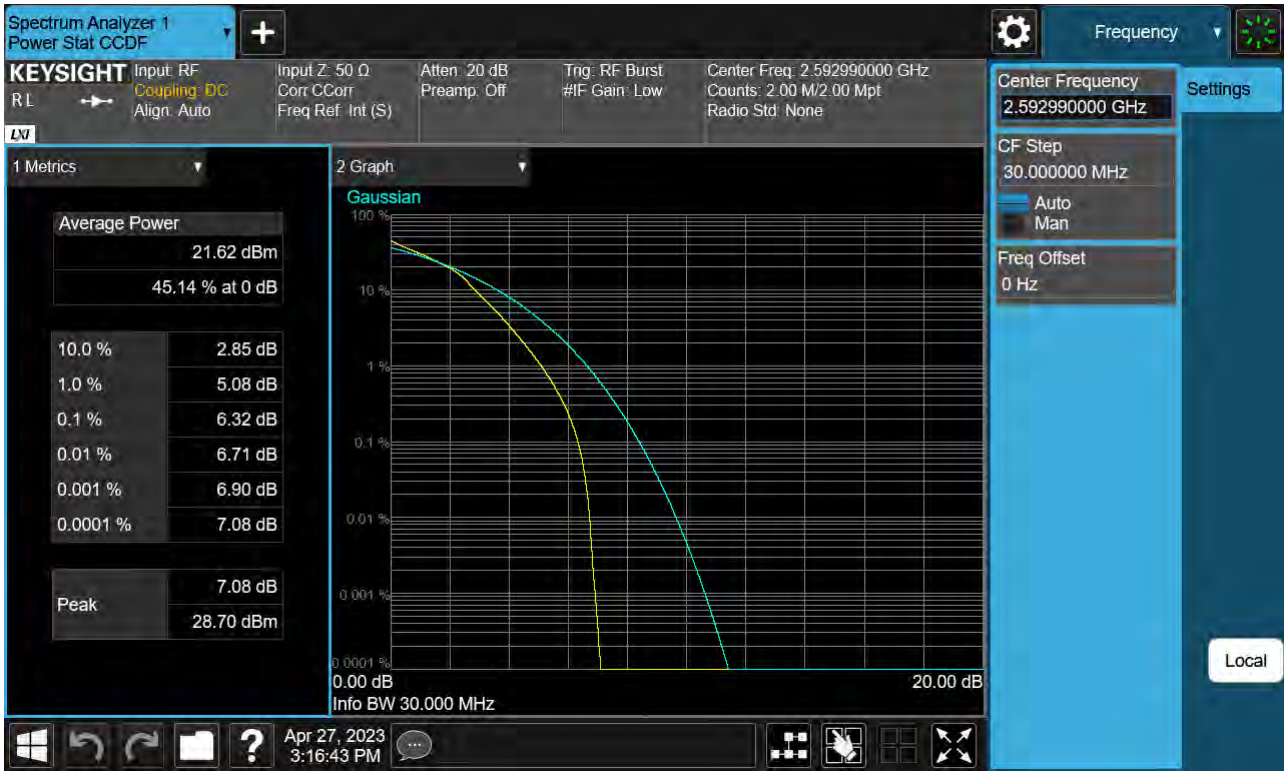 Spectrum Analyzer 1
Power Stat CCDF
Frequency
KEYSIGHT
RL
LXI
Input: RF
Coupling: DC
Align: Auto
Input Z: 50 Ω
Corr CCorr
Freq Ref: Int (S)
Atten: 20 dB
Preamp: Off
Trig: RF Burst
#IF Gain: Low
Center Freq: 2.592990000 GHz
Counts: 2.00 M/2.00 Mpt
Radio Std: None
Center Frequency
2.592990000 GHz
Settings
CF Step
30.000000 MHz
Auto
Man
Freq Offset
0 Hz
Local
1 Metrics
Average Power
21.62 dBm
45.14 % at 0 dB
10.0 % 2.85 dB
1.0 % 5.08 dB
0.1 % 6.32 dB
0.01 % 6.71 dB
0.001 % 6.90 dB
0.0001 % 7.08 dB
Peak
7.08 dB
28.70 dBm
2 Graph
Gaussian
100 %
10 %
1 %
0.1 %
0.01 %
0.001 %
0.0001 %
0.00 dB 20.00 dB
Info BW 30.000 MHz
?
Apr 27, 2023
3:16:43 PM